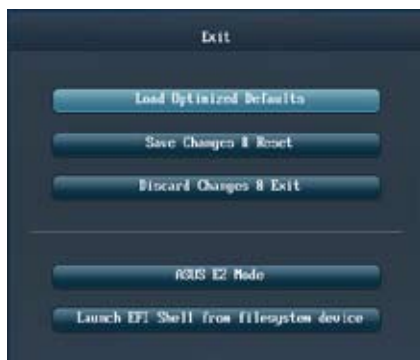 Exit
Load Optimized Defaults
Save Changes & Reset
Discard Changes & Exit
ASUS EZ Mode
Launch EFI Shell from filesystem device